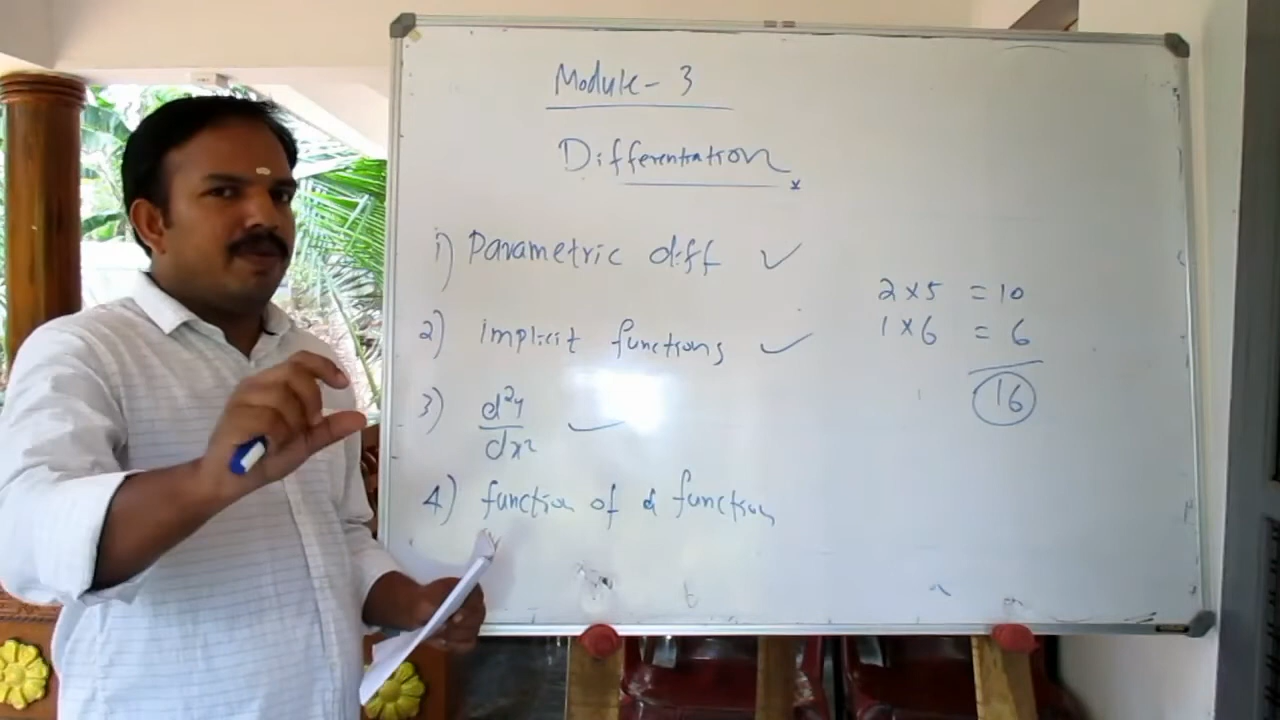 Module - 3
Differentiation
1) Parametric diff ✓
2) implicit functions ✓
3) d²y/dx² ✓
4) function of a function
2 × 5 = 10
1 × 6 = 6
16